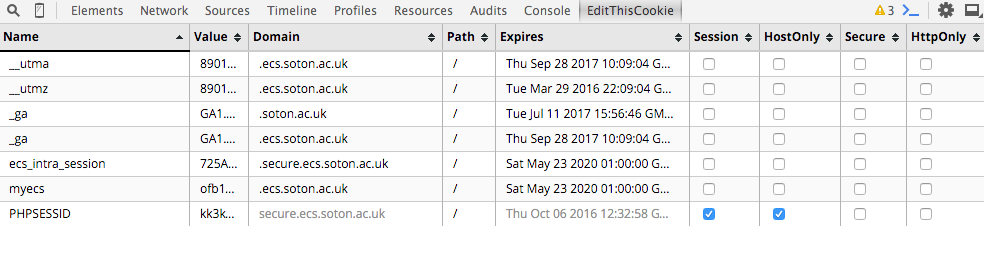 Elements Network Sources Timeline Profiles Resources Audits Console EditThisCookie 3
Name Value Domain Path Expires Session HostOnly Secure HttpOnly
__utma 8901... .ecs.soton.ac.uk / Thu Sep 28 2017 10:09:04 G...
__utmz 8901... .ecs.soton.ac.uk / Tue Mar 29 2016 22:09:04 G...
_ga GA1.... .soton.ac.uk / Tue Jul 11 2017 15:56:46 GM...
_ga GA1.... .ecs.soton.ac.uk / Thu Sep 28 2017 10:09:04 G...
ecs_intra_session 725A... .secure.ecs.soton.ac.uk / Sat May 23 2020 01:00:00 G...
myecs ofb1... .ecs.soton.ac.uk / Sat May 23 2020 01:00:00 G...
PHPSESSID kk3k... secure.ecs.soton.ac.uk / Thu Oct 06 2016 12:32:58 G...